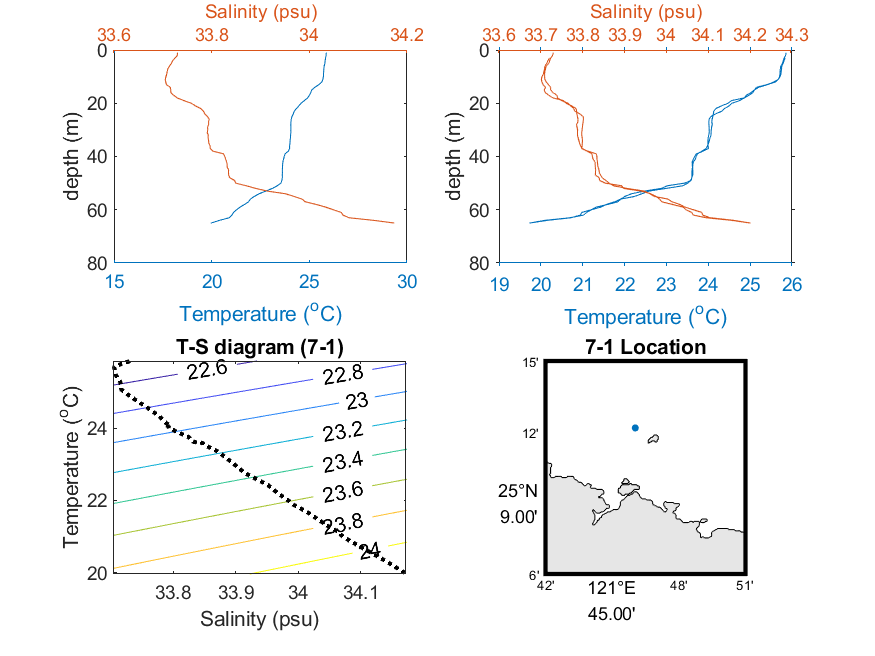 Salinity (psu)
33.6 33.8 34 34.2
0
20
40
60
80
depth (m)
15 20 25 30
Temperature (°C)
Salinity (psu)
33.6 33.7 33.8 33.9 34 34.1 34.2 34.3
0
20
40
60
80
depth (m)
19 20 21 22 23 24 25 26
Temperature (°C)
T-S diagram (7-1)
22.6
22.8
23
23.2
23.4
23.6
23.8
24
24
22
20
Temperature (°C)
33.8 33.9 34 34.1
Salinity (psu)
7-1 Location
15'
12'
25°N
9.00'
6'
42' 121°E 48' 51'
45.00'